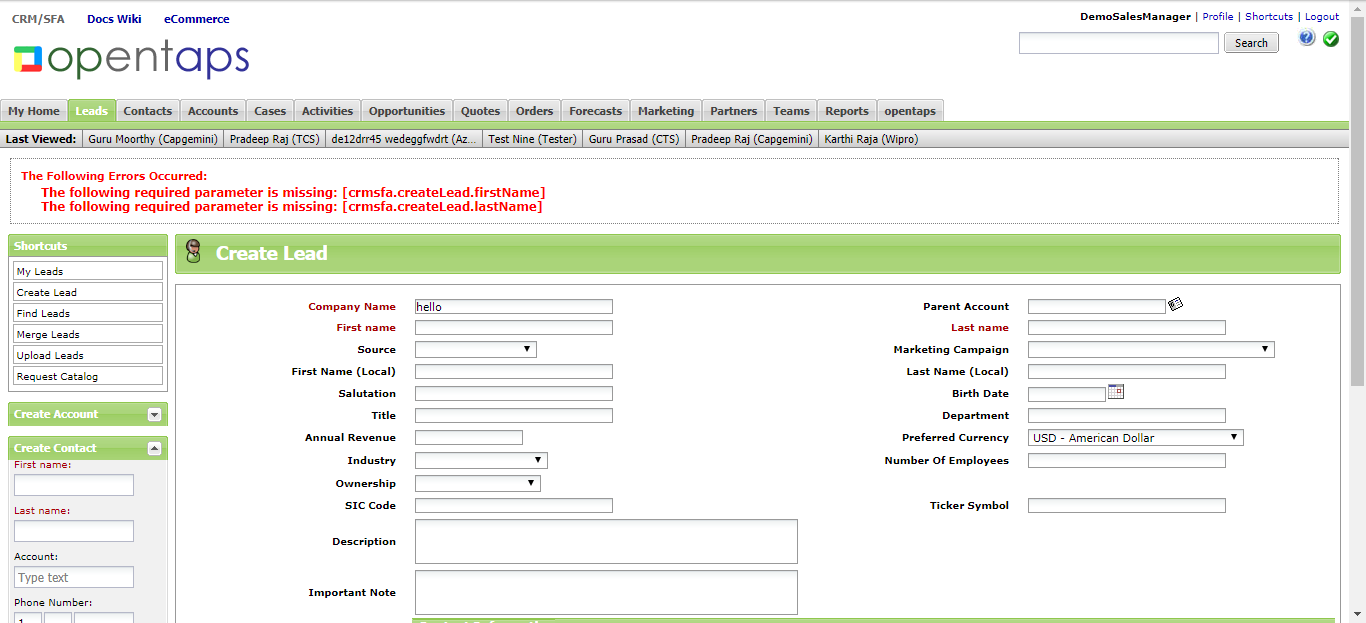 CRM/SFA Docs Wiki eCommerce
DemoSalesManager | Profile | Shortcuts | Logout
opentaps
Search
My Home Leads Contacts Accounts Cases Activities Opportunities Quotes Orders Forecasts Marketing Partners Teams Reports opentaps
Last Viewed: Guru Moorthy (Capgemini) Pradeep Raj (TCS) de12drr45 wedeggfwdrt (Az... Test Nine (Tester) Guru Prasad (CTS) Pradeep Raj (Capgemini) Karthi Raja (Wipro)
The Following Errors Occurred:
The following required parameter is missing: [crmsfa.createLead.firstName]
The following required parameter is missing: [crmsfa.createLead.lastName]
Shortcuts
My Leads
Create Lead
Find Leads
Merge Leads
Upload Leads
Request Catalog
Create Account
Create Contact
First name:
Last name:
Account:
Type text
Phone Number:
1
Create Lead
Company Name hello Parent Account
First name Last name
Source Marketing Campaign
First Name (Local) Last Name (Local)
Salutation Birth Date
Title Department
Annual Revenue Preferred Currency USD - American Dollar
Industry Number Of Employees
Ownership
SIC Code Ticker Symbol
Description
Important Note